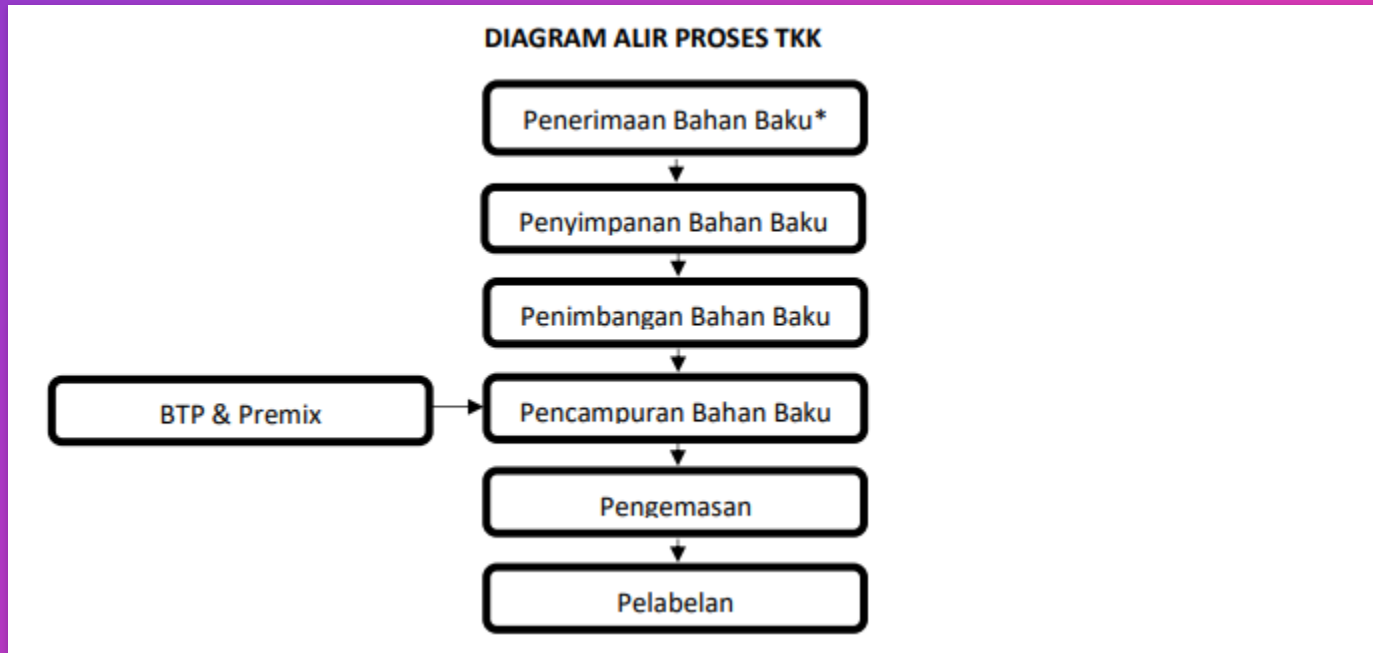 DIAGRAM ALIR PROSES TKK
Penerimaan Bahan Baku*
Penyimpanan Bahan Baku
Penimbangan Bahan Baku
BTP & Premix
Pencampuran Bahan Baku
Pengemasan
Pelabelan